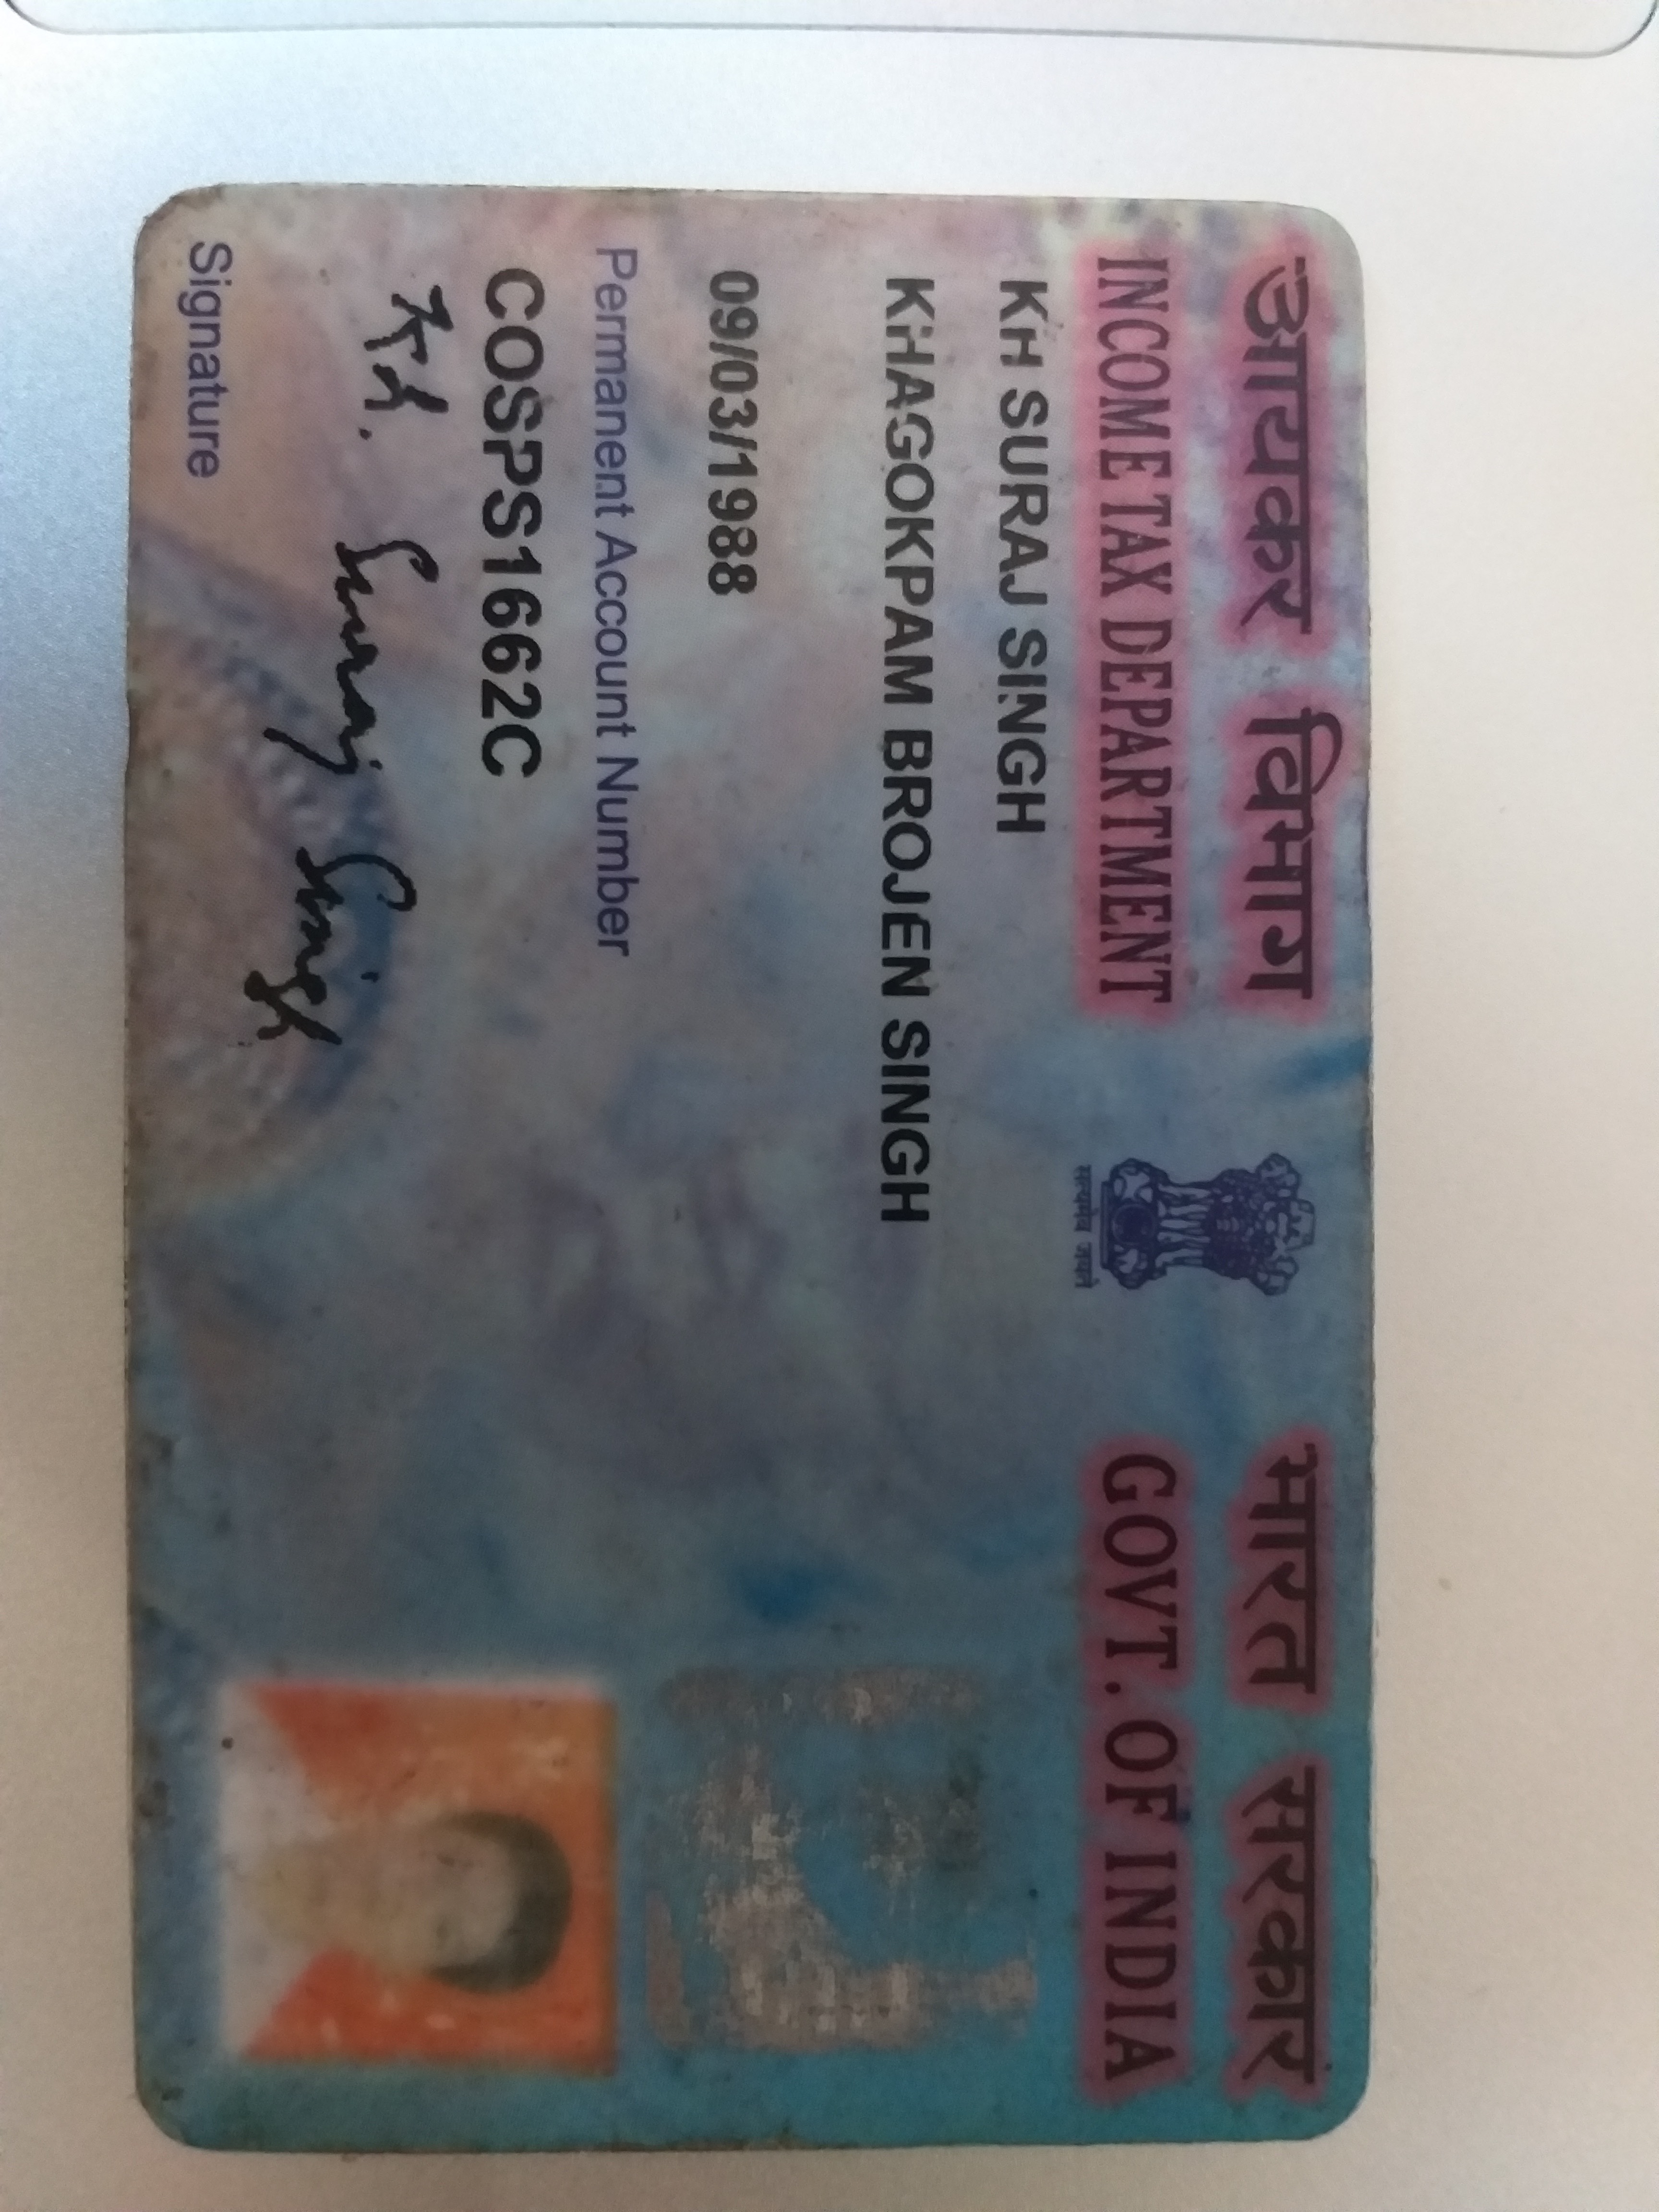 आयकर विभाग
INCOME TAX DEPARTMENT
सत्यमेव जयते
भारत सरकार
GOVT. OF INDIA
KH SURAJ SINGH
KHAGOKPAM BROJEN SINGH
09/03/1988
Permanent Account Number
COSPS1662C
Kh. Suraj Singh
Signature